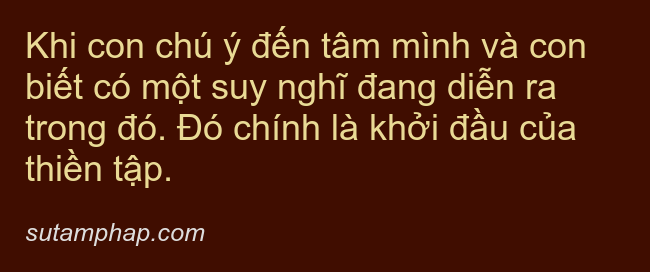 Khi con chú ý đến tâm mình và con
biết có một suy nghĩ đang diễn ra
trong đó. Đó chính là khởi đầu của
thiền tập.
sutamphap.com